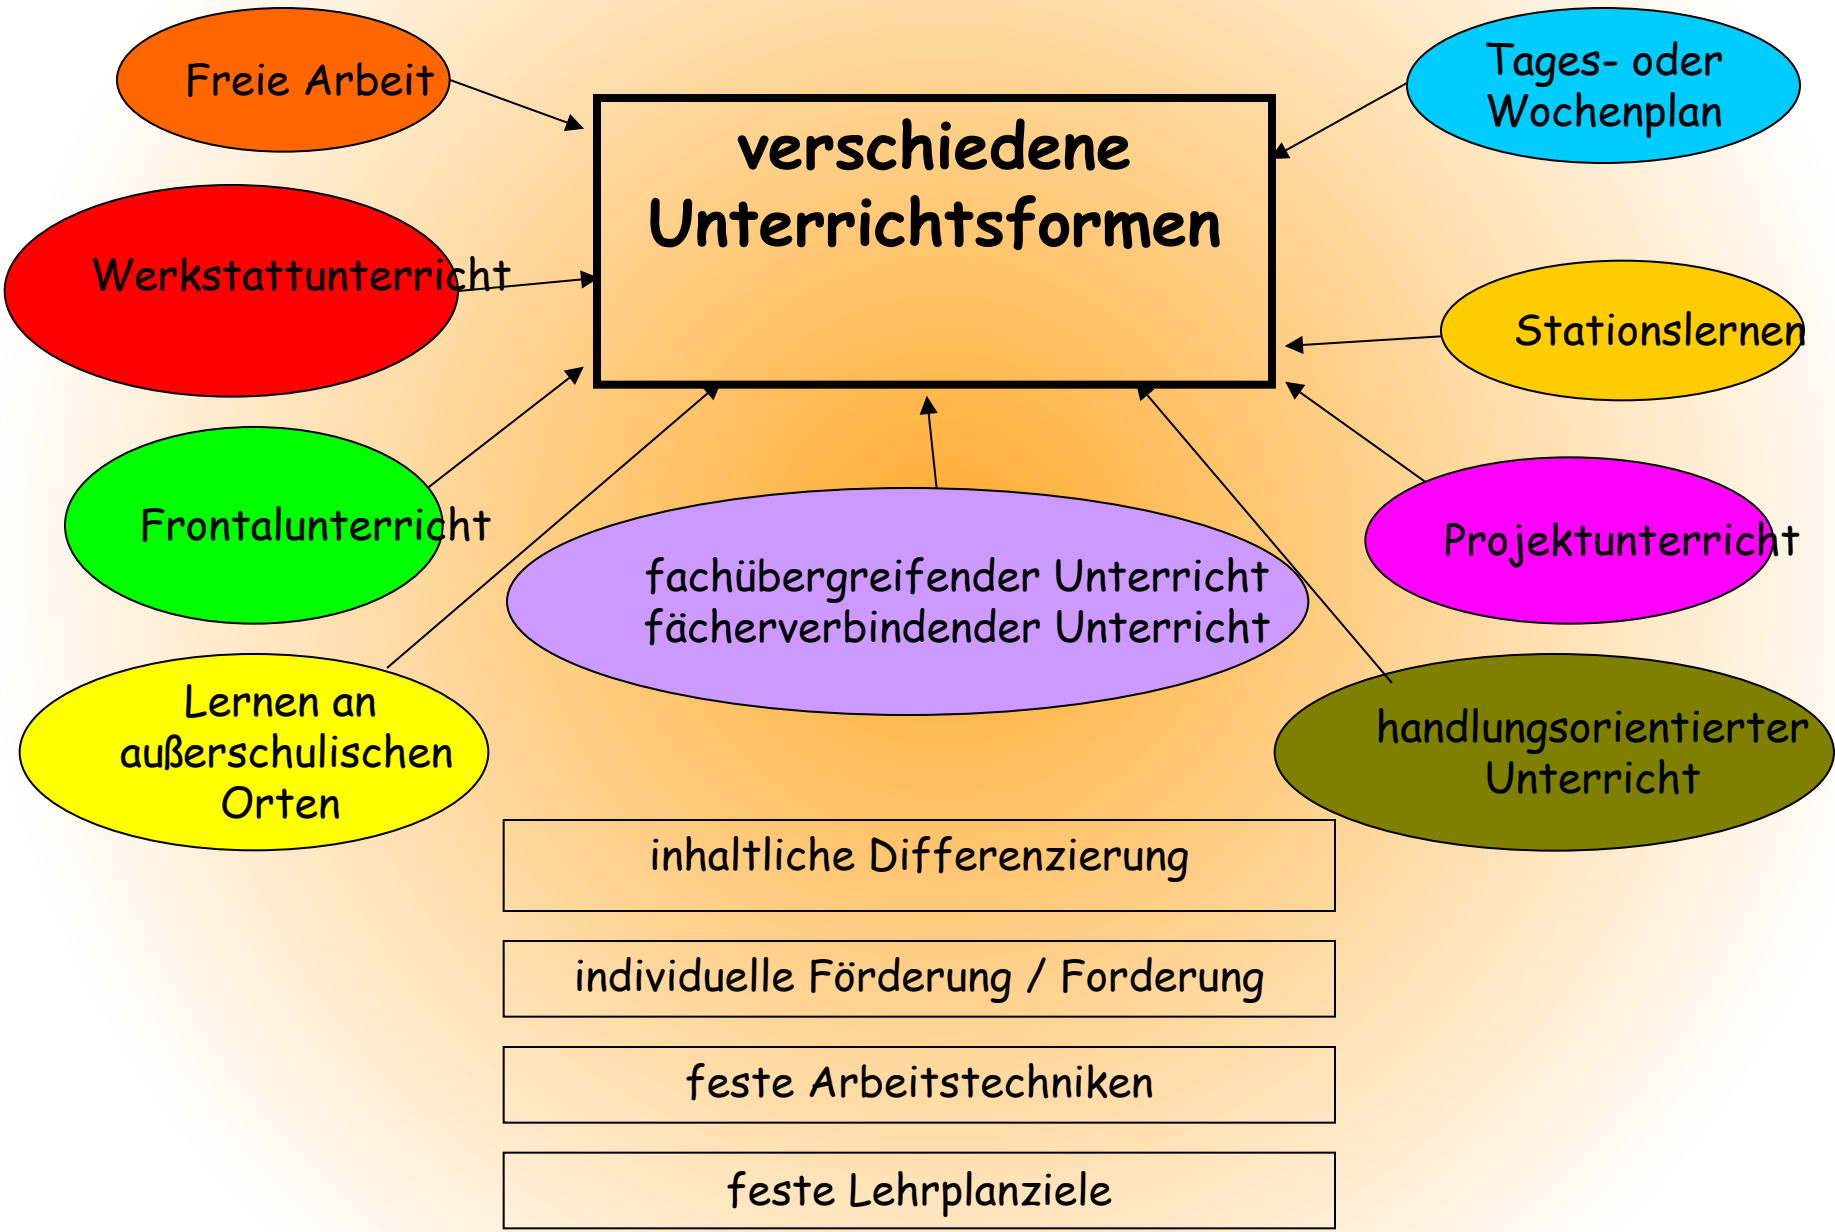 Freie Arbeit
Tages- oder
Wochenplan
verschiedene
Unterrichtsformen
Werkstattunterricht
Stationslernen
Frontalunterricht
Projektunterricht
fachübergreifender Unterricht
fächerverbindender Unterricht
Lernen an
außerschulischen
Orten
handlungsorientierter
Unterricht
inhaltliche Differenzierung
individuelle Förderung / Forderung
feste Arbeitstechniken
feste Lehrplanziele